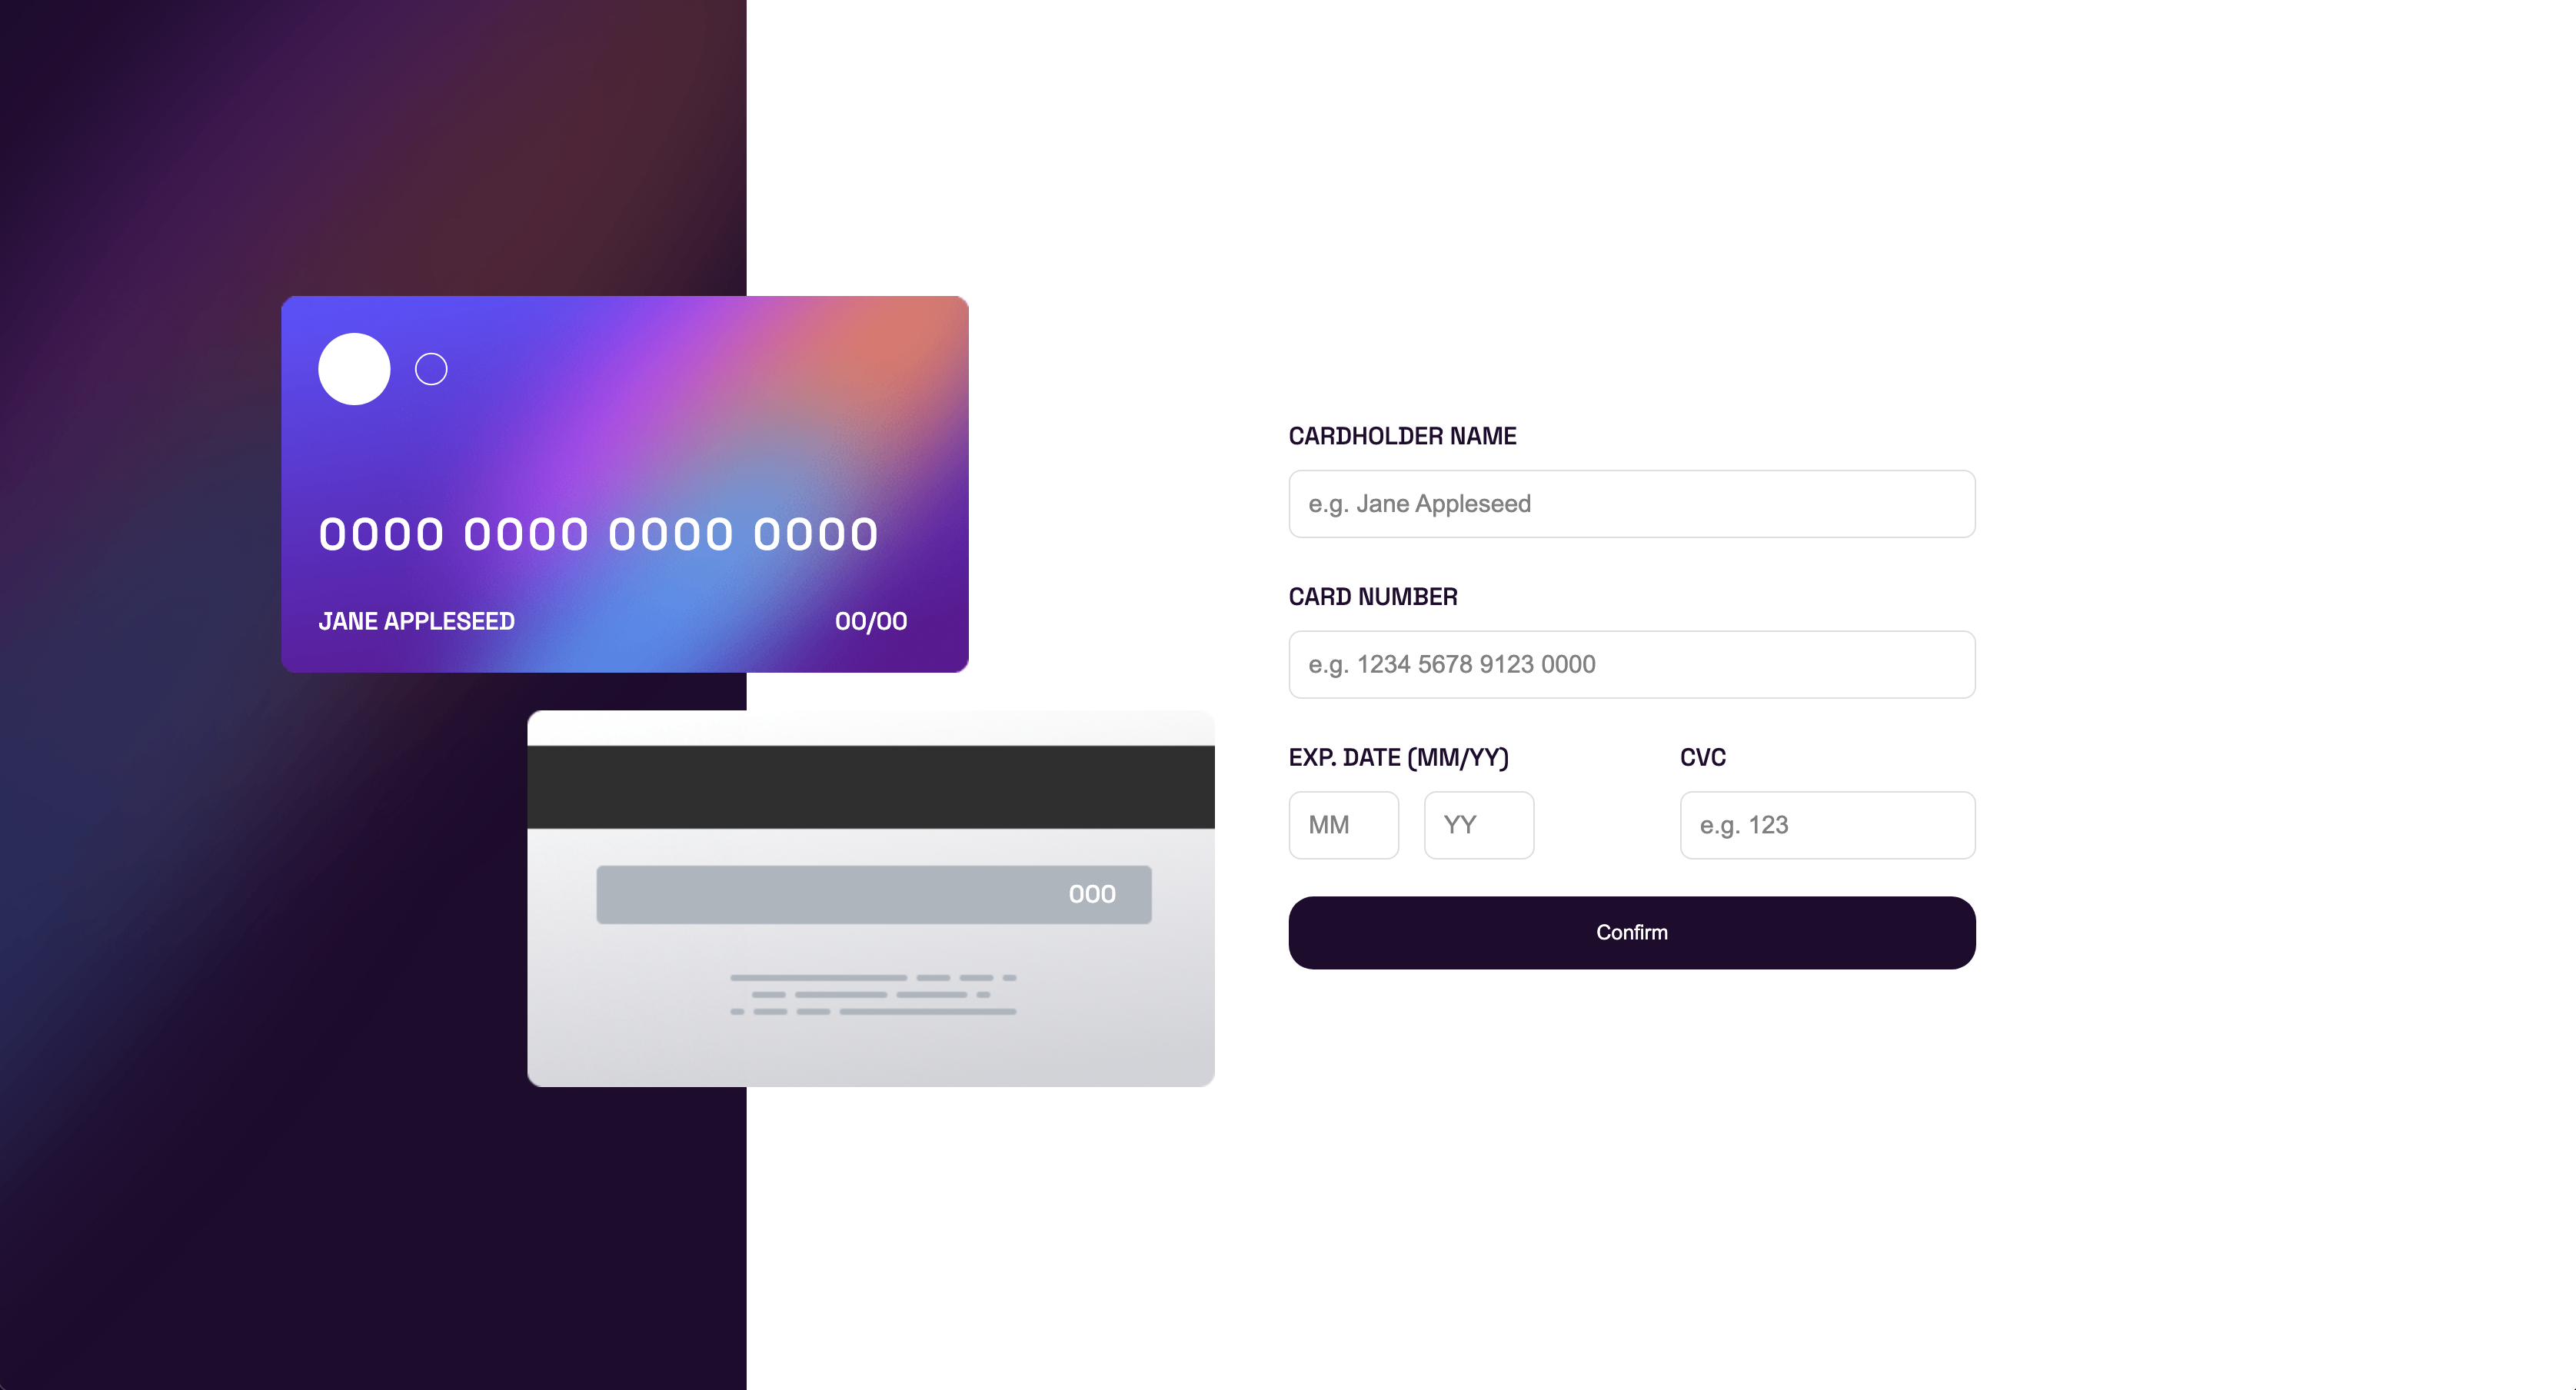 0000 0000 0000 0000
JANE APPLESEED 00/00
000
CARDHOLDER NAME
e.g. Jane Appleseed
CARD NUMBER
e.g. 1234 5678 9123 0000
EXP. DATE (MM/YY) CVC
MM YY e.g. 123
Confirm